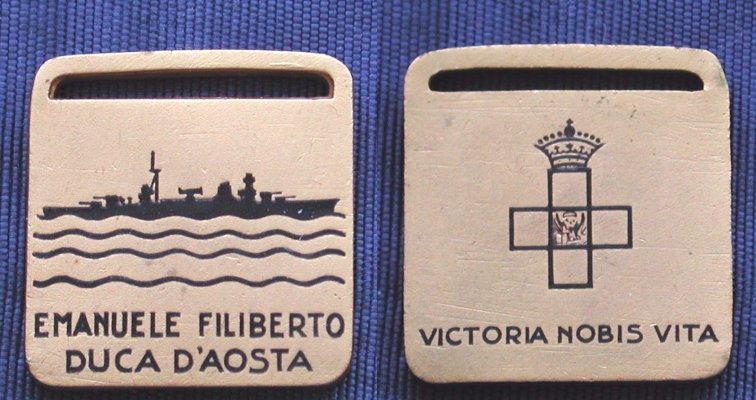 EMANUELE FILIBERTO
DUCA D'AOSTA
VICTORIA NOBIS VITA